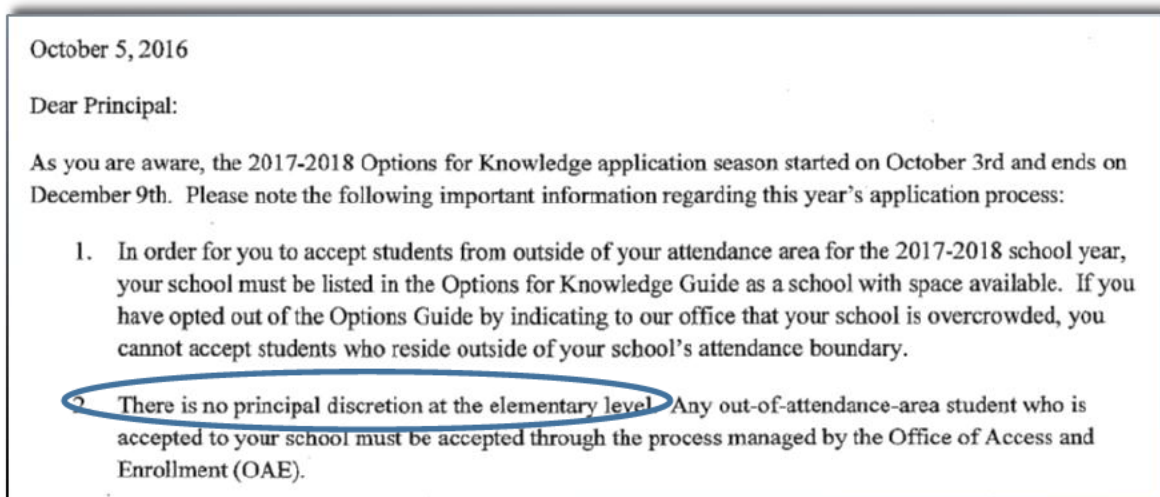 October 5, 2016
Dear Principal:
As you are aware, the 2017-2018 Options for Knowledge application season started on October 3rd and ends on
December 9th. Please note the following important information regarding this year's application process:
1. In order for you to accept students from outside of your attendance area for the 2017-2018 school year,
your school must be listed in the Options for Knowledge Guide as a school with space available. If you
have opted out of the Options Guide by indicating to our office that your school is overcrowded, you
cannot accept students who reside outside of your school's attendance boundary.
2. There is no principal discretion at the elementary level. Any out-of-attendance-area student who is
accepted to your school must be accepted through the process managed by the Office of Access and
Enrollment (OAE).